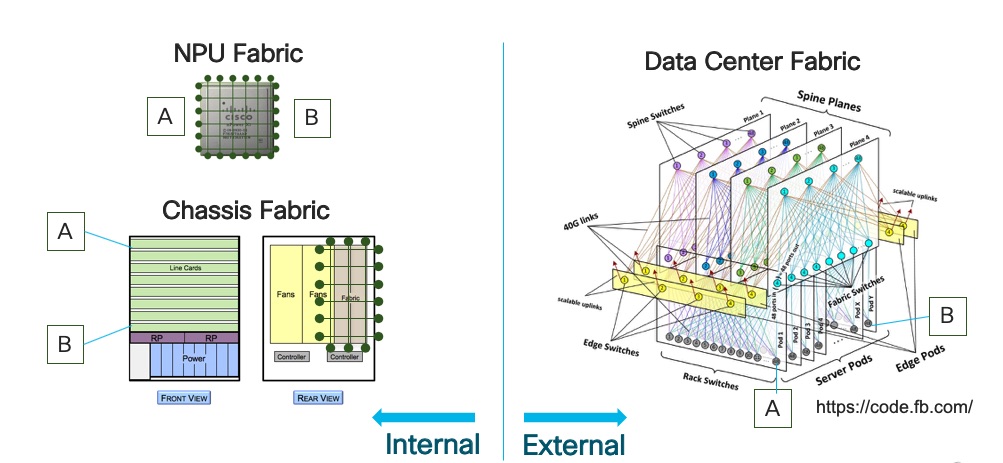 NPU Fabric
A
CISCO
B
Chassis Fabric
A
Line Cards
B
RP
RP
Power
FRONT VIEW
Fans
Fans
Fabric
Controller
Controller
REAR VIEW
Internal
External
Data Center Fabric
Spine Planes
Spine Switches
Plane 1
Plane 2
Plane 3
Plane 4
scalable uplinks
40G links
scalable uplinks
48 ports out
48 ports in
Fabric Switches
Edge Switches
Pod 1
Pod 2
Pod 3
Pod 4
Pod X
Pod Y
B
Rack Switches
Server Pods
Edge Pods
A
https://code.fb.com/